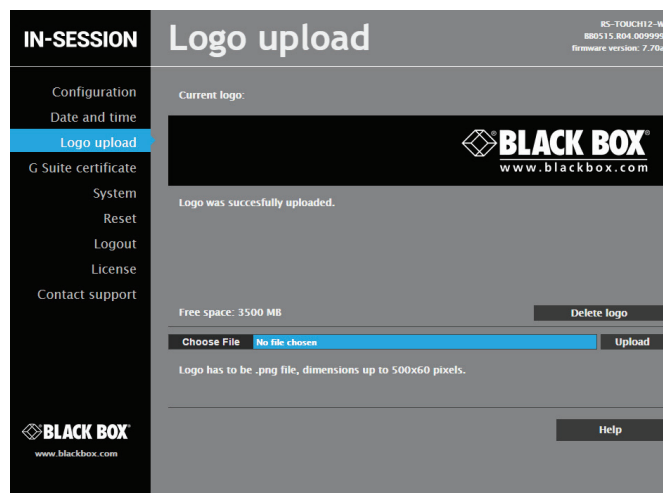 IN-SESSION
Logo upload
RS-TOUCH12-W
BB0515.R04.009999
firmware version: 7.70a
Configuration
Date and time
Logo upload
G Suite certificate
System
Reset
Logout
License
Contact support
Current logo:
BLACK BOX®
www.blackbox.com
Logo was succesfully uploaded.
Free space: 3500 MB
Delete logo
Choose File
No file chosen
Upload
Logo has to be .png file, dimensions up to 500x60 pixels.
Help
BLACK BOX®
www.blackbox.com